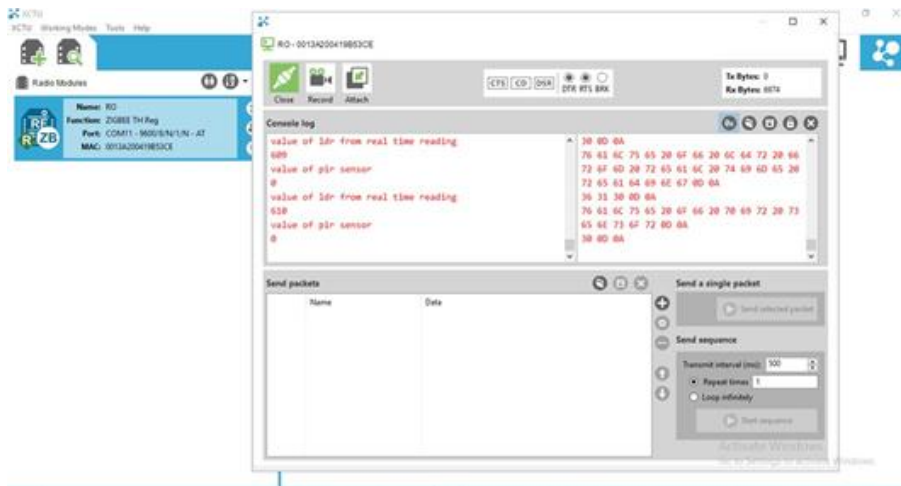 XCTU
XCTU Working Modes Tools Help
Radio Modules
Name: RO
Function: ZIGBEE TH Reg
Port: COM11 - 9600/8/N/1/N - AT
MAC: 0013A200419B53CE
RO - 0013A200419B53CE
Close Record Attach
CTS CD DSR DTR RTS BRK
Tx Bytes: 0
Rx Bytes: 6674
Console log
value of ldr from real time reading
609
value of pir sensor
0
value of ldr from real time reading
610
value of pir sensor
0
30 0D 0A
76 61 6C 75 65 20 6F 66 20 6C 64 72 20 66
72 6F 6D 20 72 65 61 6C 20 74 69 6D 65 20
72 65 61 64 69 6E 67 0D 0A
36 31 30 0D 0A
76 61 6C 75 65 20 6F 66 20 70 69 72 20 73
65 6E 73 6F 72 0D 0A
30 0D 0A
Send packets
Name Data
Send a single packet
Send selected packet
Send sequence
Transmit interval (ms): 500
Repeat times 1
Loop infinitely
Start sequence
Activate Windows
Go to Settings to activate Windows.